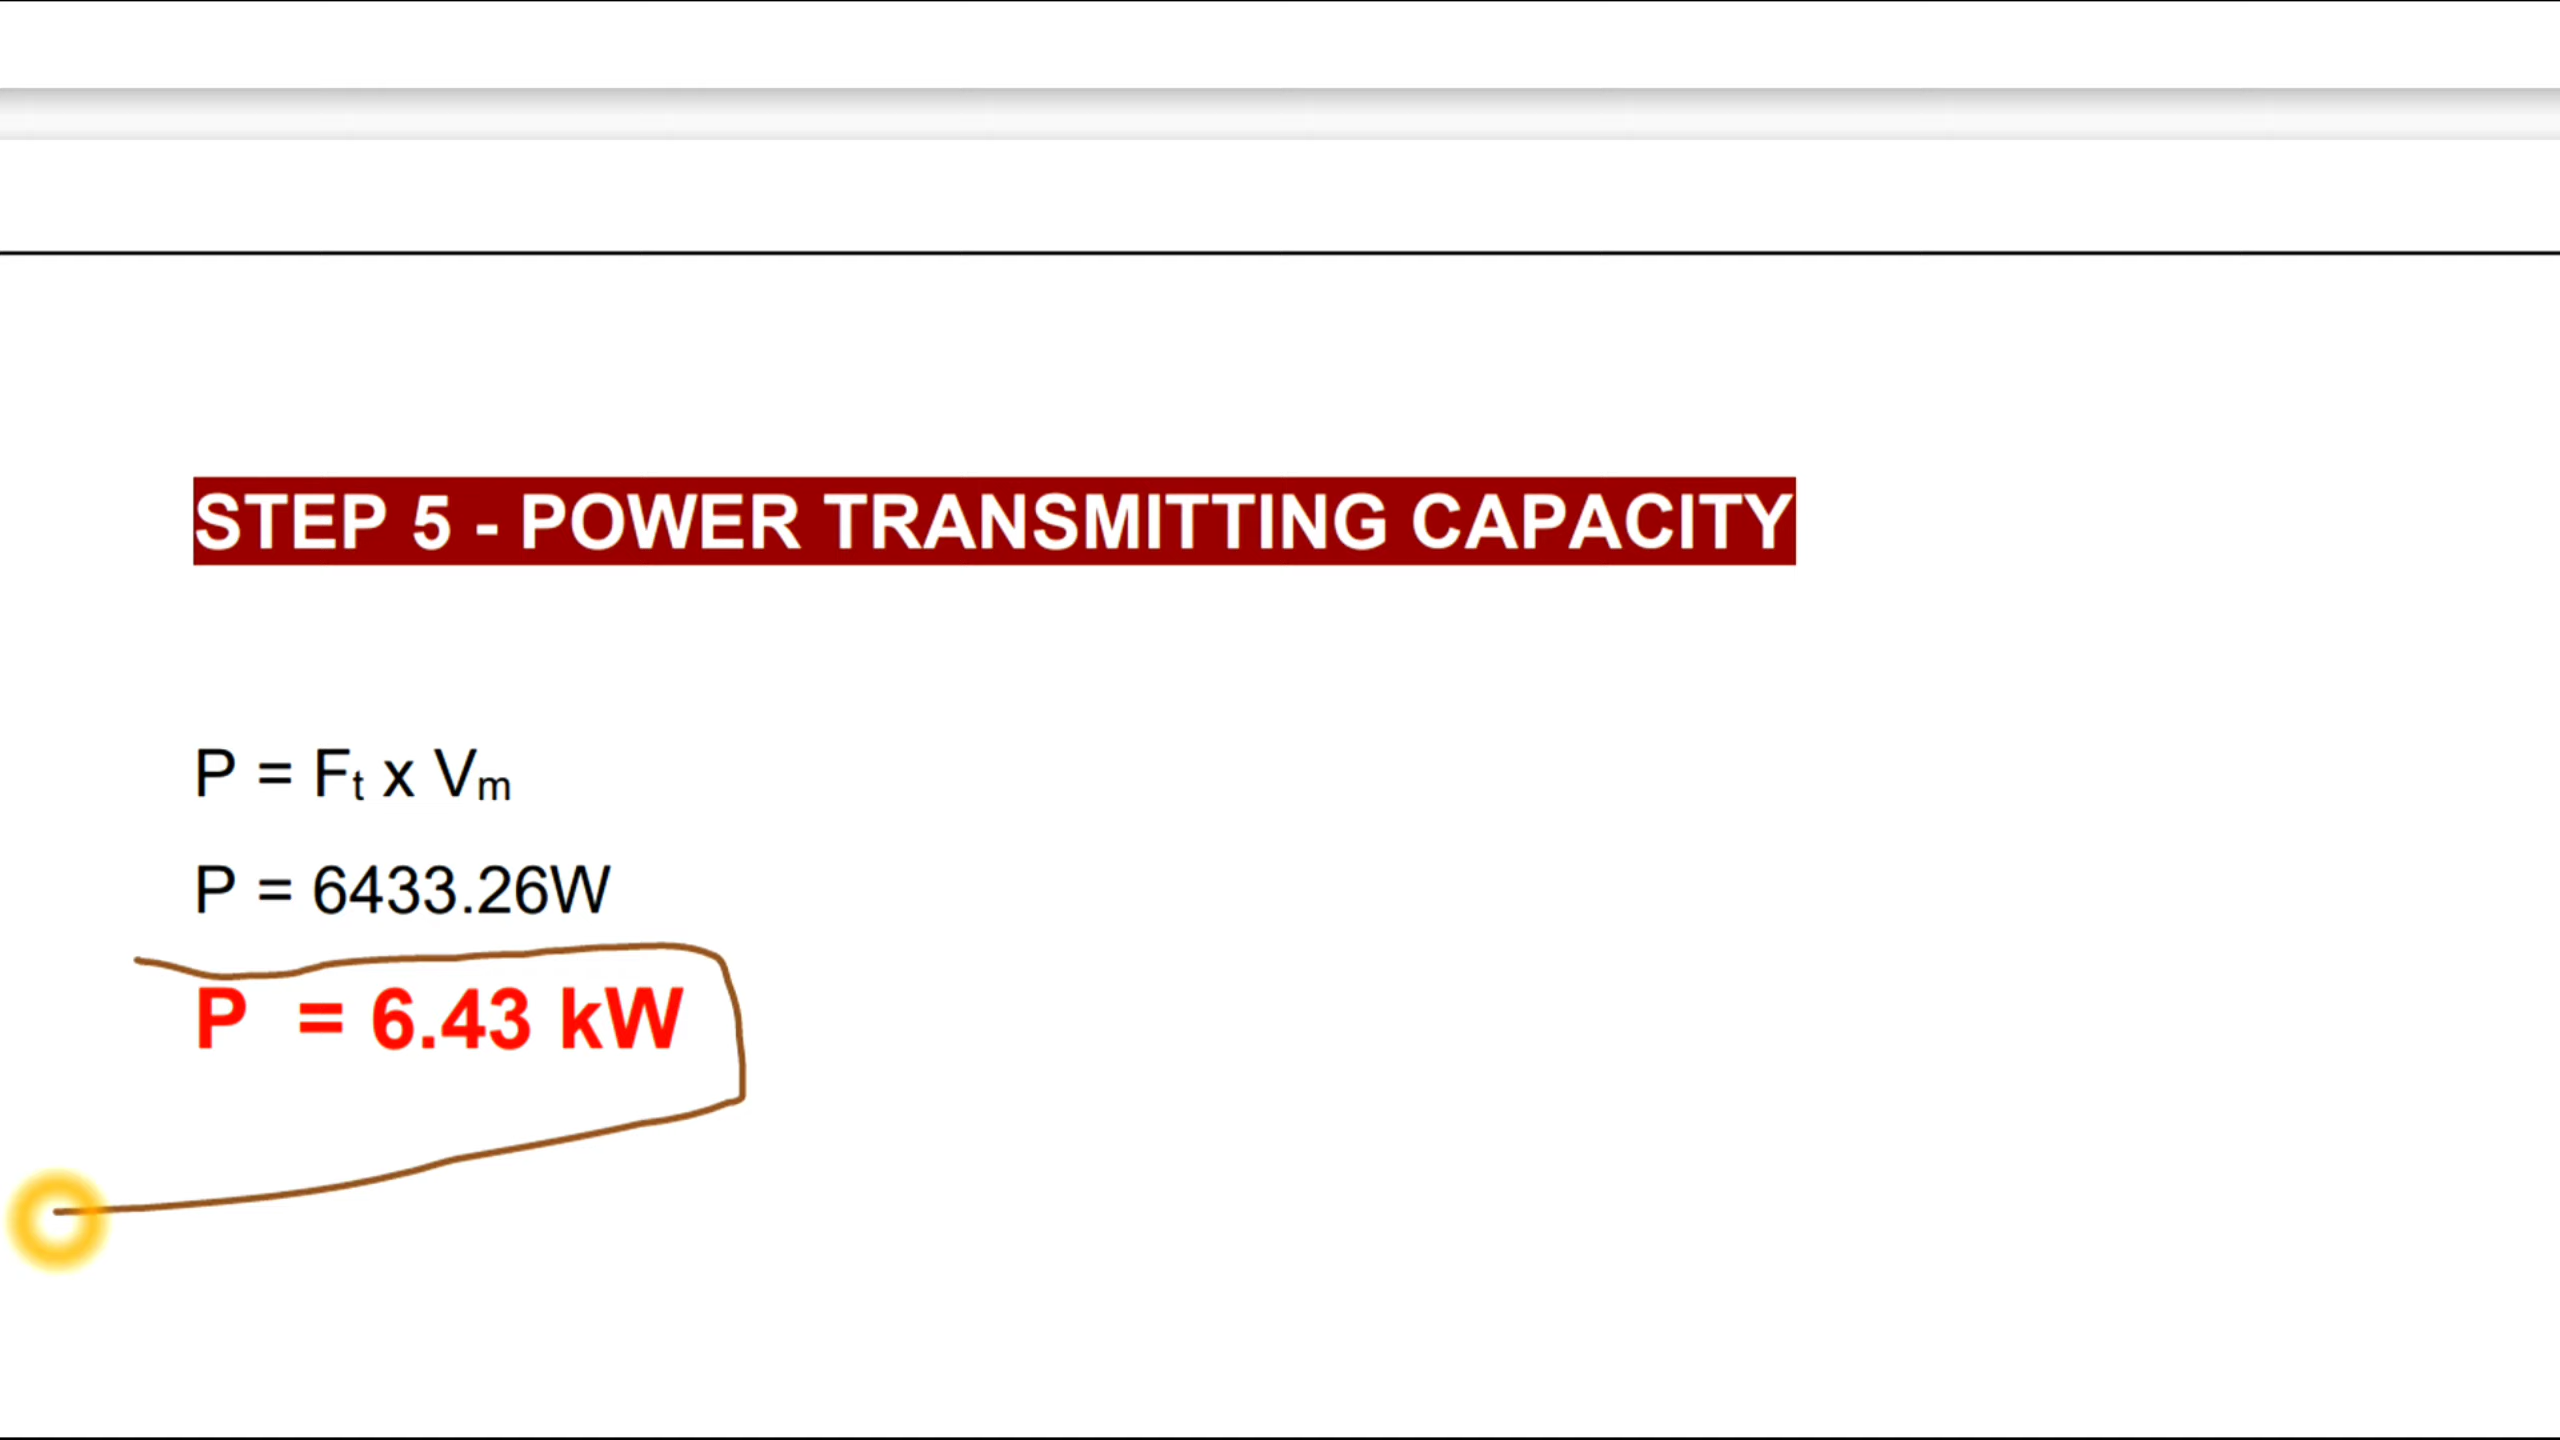 STEP 5 - POWER TRANSMITTING CAPACITY
P = Ft x Vm
P = 6433.26W
P = 6.43 kW